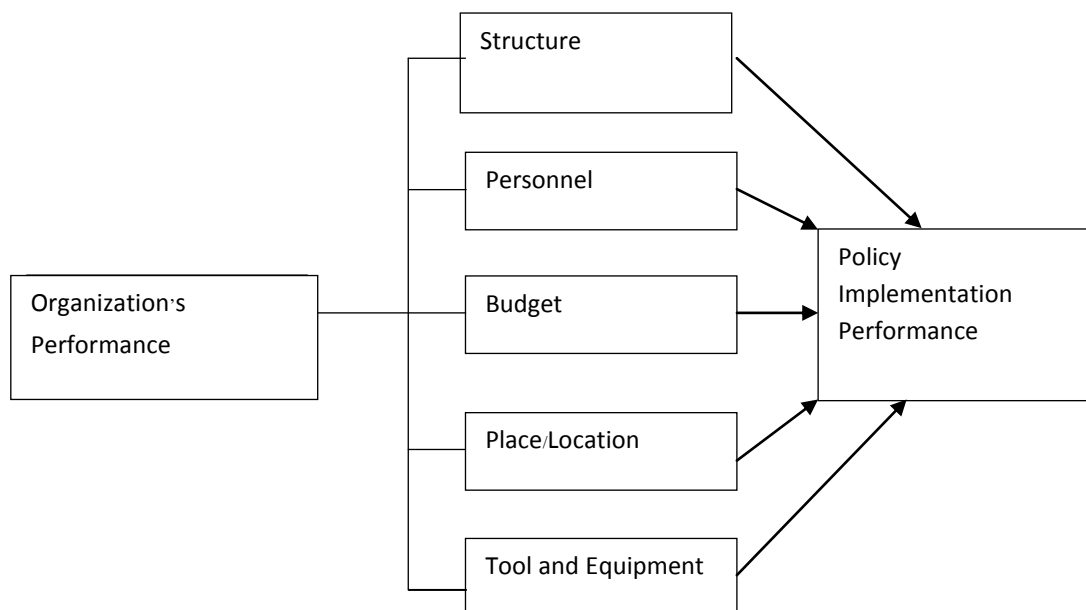 Structure
Personnel
Organization's
Performance
Budget
Policy
Implementation
Performance
Place/Location
Tool and Equipment